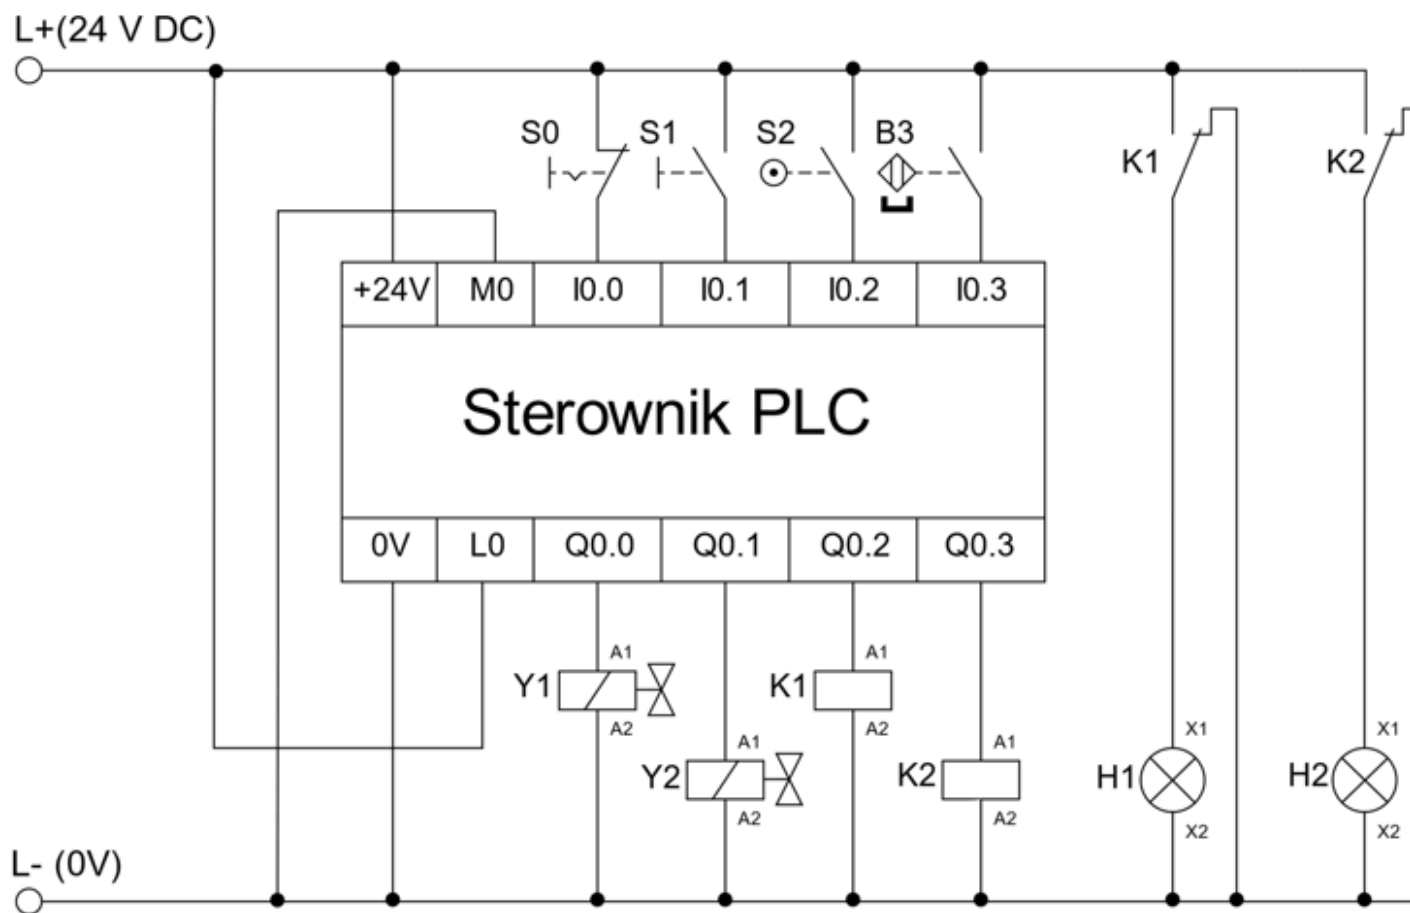 L+(24 V DC)
S0 S1 S2 B3
K1 K2
+24V M0 I0.0 I0.1 I0.2 I0.3
Sterownik PLC
0V L0 Q0.0 Q0.1 Q0.2 Q0.3
A1 A1
Y1 K1
A2 A2
X1 X1
A1 A1
Y2 K2 H1 H2
A2 A2
X2 X2
L- (0V)